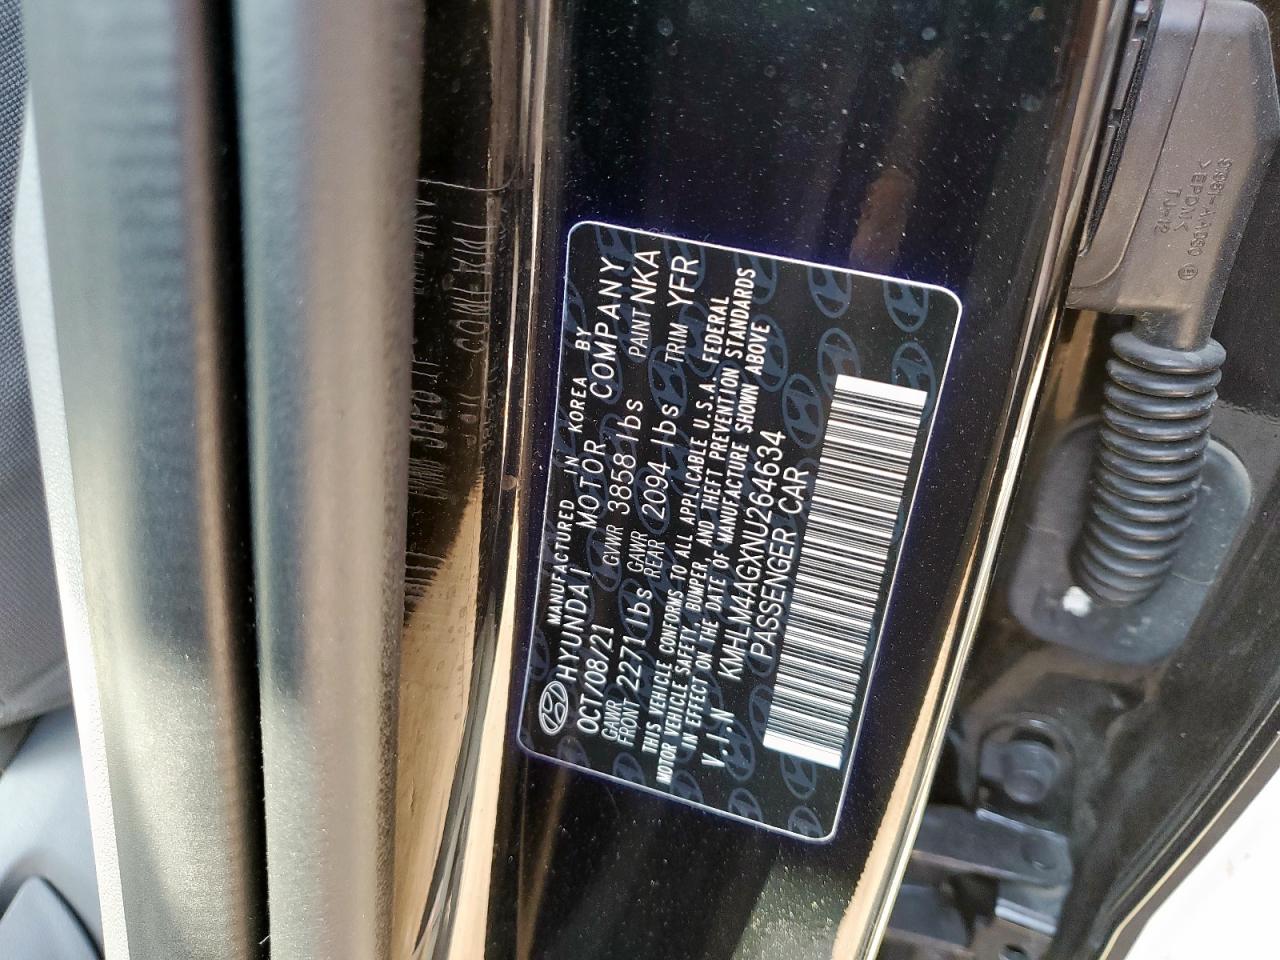 MANUFACTURED IN KOREA BY
HYUNDAI MOTOR COMPANY
OCT/08/21 GVWR 3858 lbs PAINT NKA
GAWR FRONT 2271 lbs GAWR REAR 2094 lbs TRIM YFR
THIS VEHICLE CONFORMS TO ALL APPLICABLE U.S.A. FEDERAL
MOTOR VEHICLE SAFETY, BUMPER, AND THEFT PREVENTION STANDARDS
IN EFFECT ON THE DATE OF MANUFACTURE SHOWN ABOVE
V.I.N KMHLM4AGXNU264634
PASSENGER CAR
>EPDM<